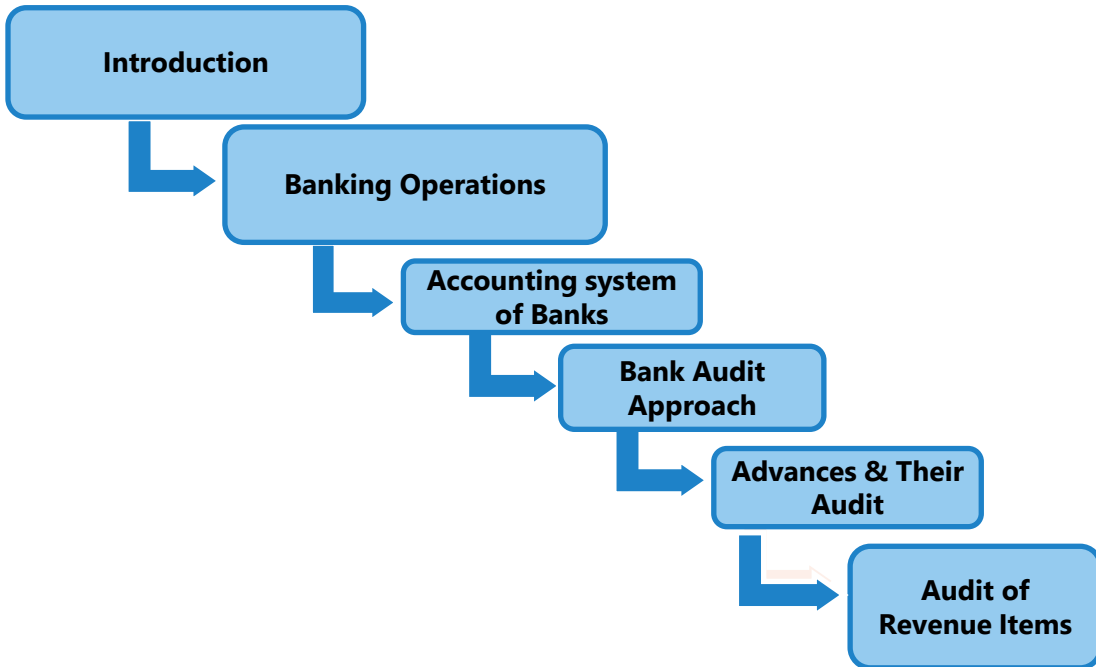 Introduction
Banking Operations
Accounting system
of Banks
Bank Audit
Approach
Advances & Their
Audit
Audit of
Revenue Items